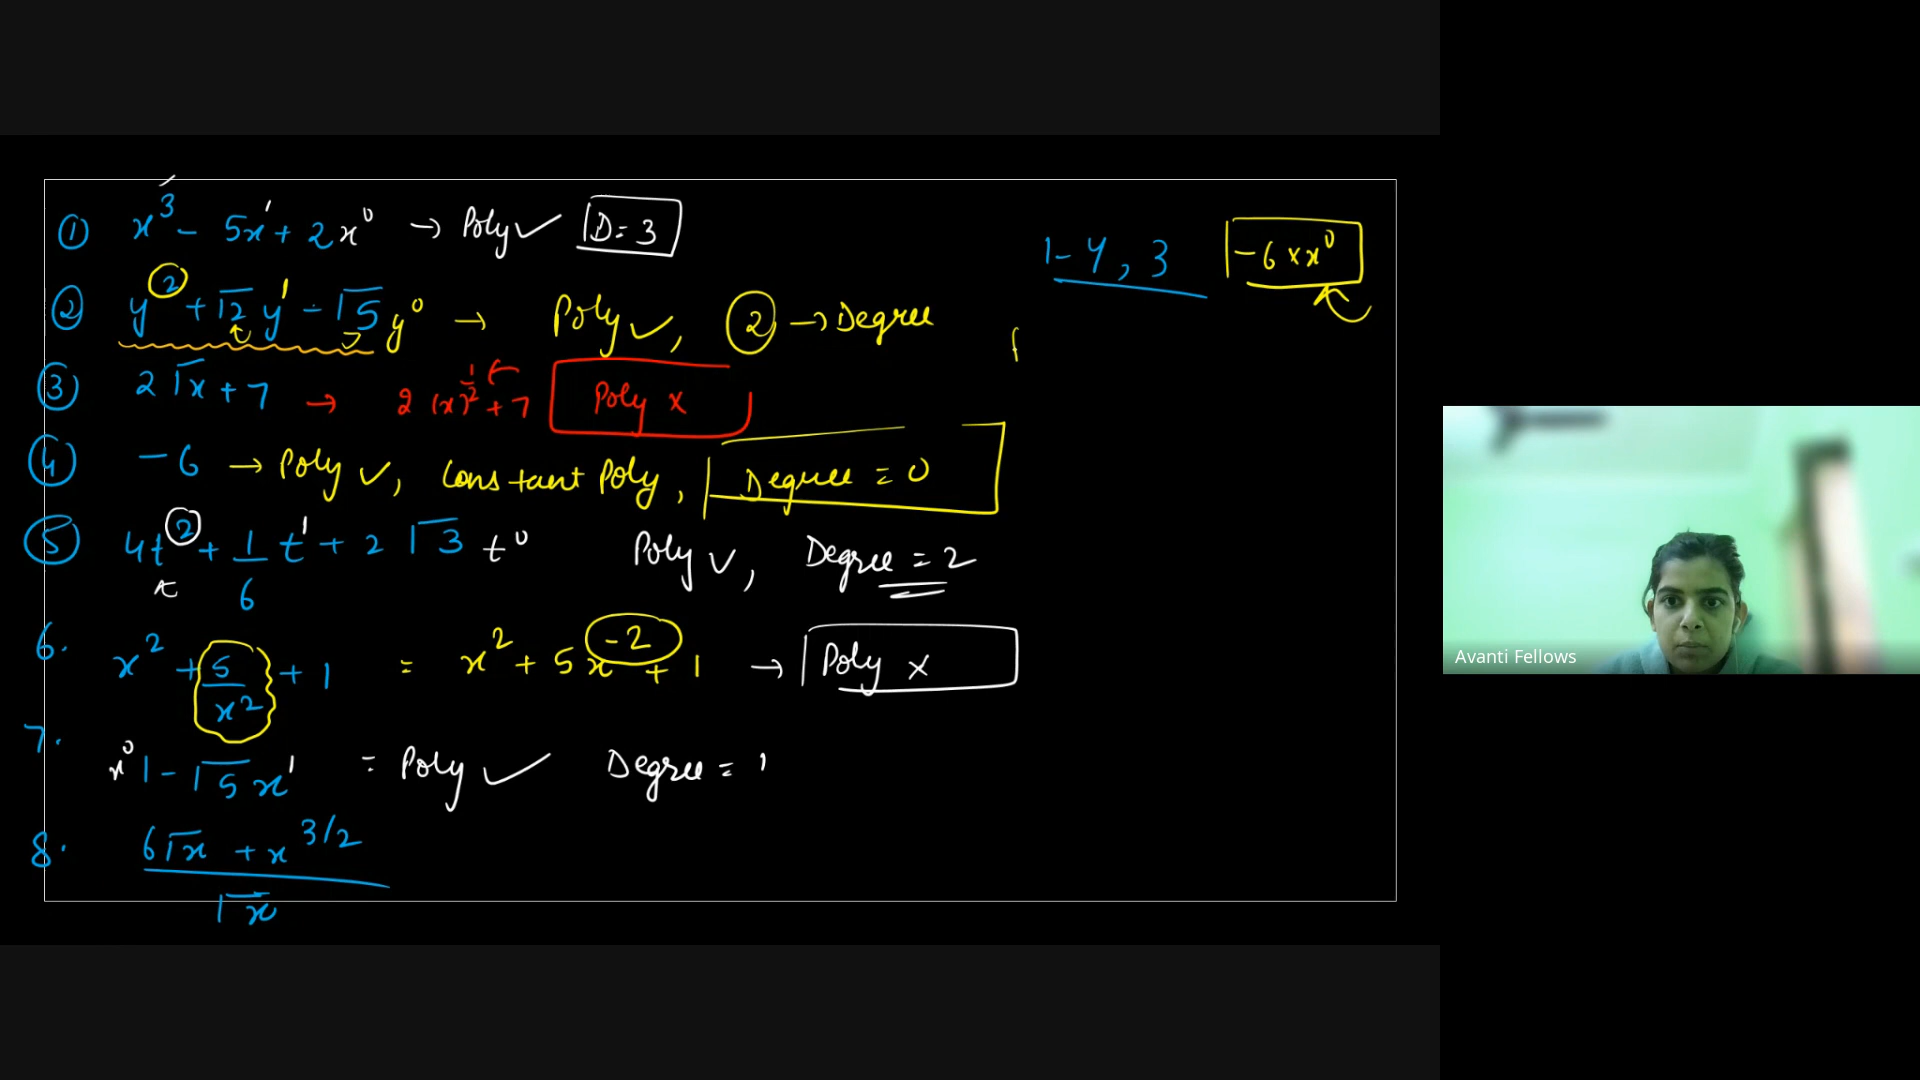 ① x³ - 5x¹ + 2x⁰ → Poly ✓ D = 3
1-4, 3 -6 × x⁰
② y² + √2 y¹ - √5 y⁰ → Poly ✓, ② → Degree
③ 2√x + 7 → 2(x)^½ + 7 Poly x
④ -6 → Poly ✓, Constant Poly, Degree = 0
⑤ 4t² + 1/6 t¹ + 2√3 t⁰ Poly ✓, Degree = 2
6. x² + 5/x² + 1 = x² + 5x⁻² + 1 → Poly x
7. x⁰ 1 - √5 x¹ = Poly ✓ Degree = 1
8. (6√x + x^3/2) / √x
Avanti Fellows